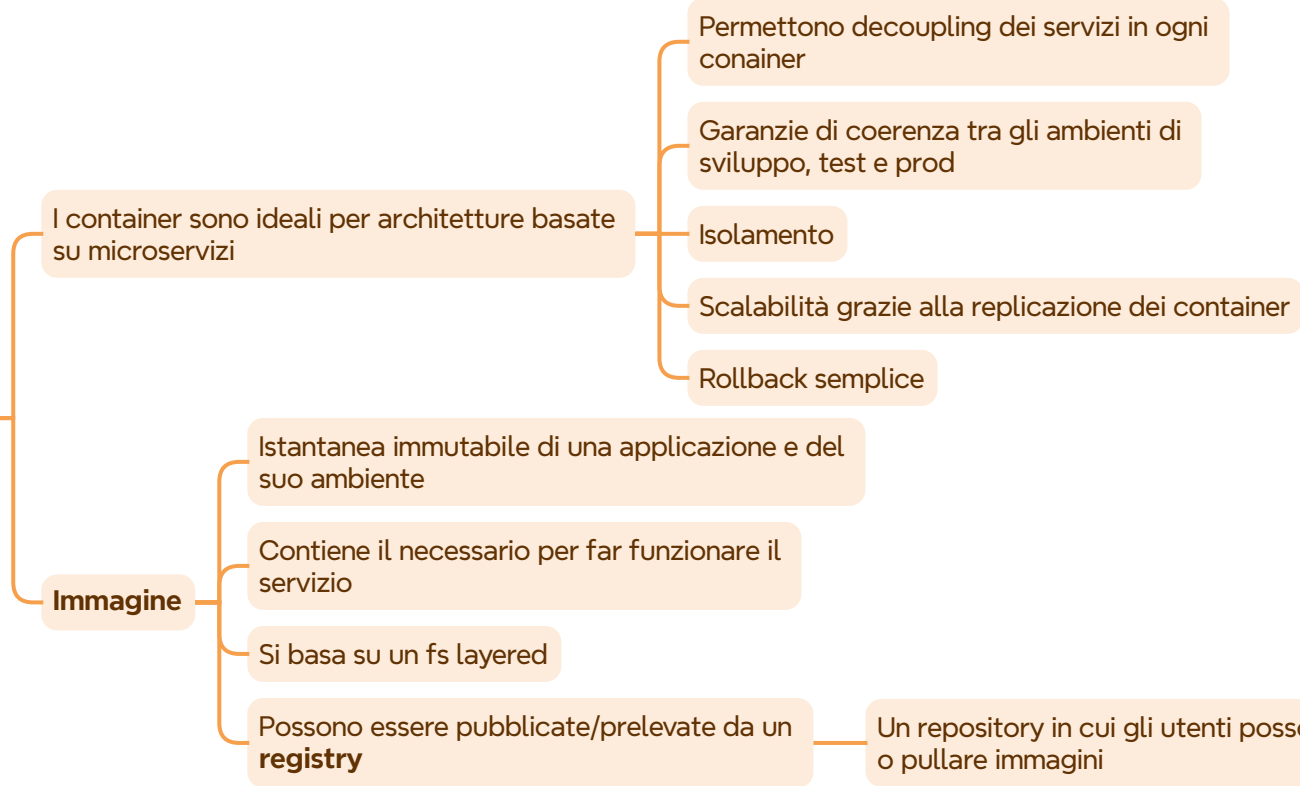 Permettono decoupling dei servizi in ogni
conainer
Garanzie di coerenza tra gli ambienti di
sviluppo, test e prod
I container sono ideali per architetture basate
su microservizi
Isolamento
Scalabilità grazie alla replicazione dei container
Rollback semplice
Istantanea immutabile di una applicazione e del
suo ambiente
Contiene il necessario per far funzionare il
servizio
Immagine
Si basa su un fs layered
Possono essere pubblicate/prelevate da un
registry
Un repository in cui gli utenti
o pullare immagini